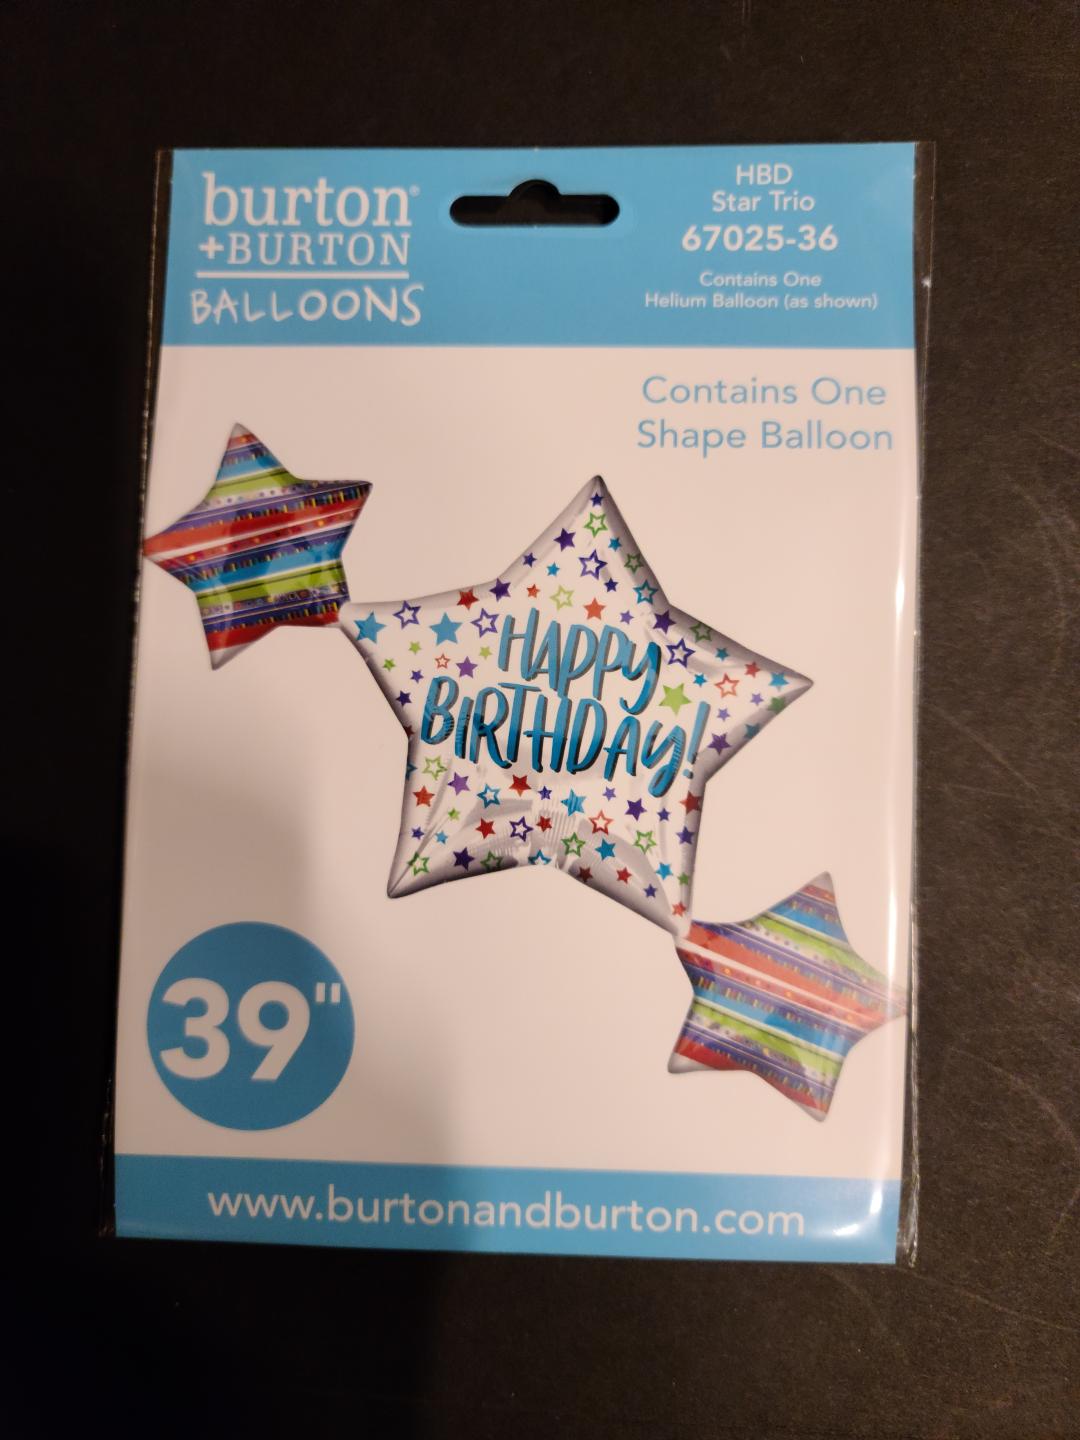 burton®
+BURTON
BALLOONS
HBD
Star Trio
67025-36
Contains One
Helium Balloon (as shown)
Contains One
Shape Balloon
HAPPY
BIRTHDAY!
39"
www.burtonandburton.com